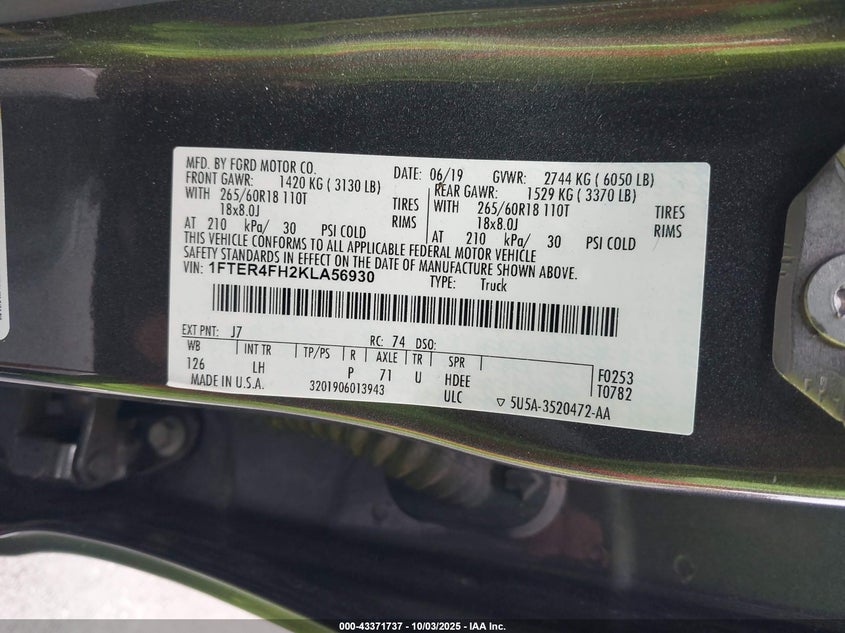 MFD. BY FORD MOTOR CO. DATE: 06/19 GVWR: 2744 KG ( 6050 LB)
FRONT GAWR: 1420 KG ( 3130 LB) REAR GAWR: 1529 KG ( 3370 LB)
WITH 265/60R18 110T TIRES WITH 265/60R18 110T TIRES
18x8.0J RIMS 18x8.0J RIMS
AT 210 kPa/ 30 PSI COLD AT 210 kPa/ 30 PSI COLD
THIS VEHICLE CONFORMS TO ALL APPLICABLE FEDERAL MOTOR VEHICLE
SAFETY STANDARDS IN EFFECT ON THE DATE OF MANUFACTURE SHOWN ABOVE.
VIN: 1FTER4FH2KLA56930 TYPE: Truck
EXT PNT: J7 RC: 74 DSO:
WB INT TR TP/PS R AXLE TR SPR
126 LH P 71 U HDEE F0253
ULC T0782
MADE IN U.S.A. 3201906013943 ▽ 5U5A-3520472-AA
000-43371737 - 10/03/2025 - IAA Inc.